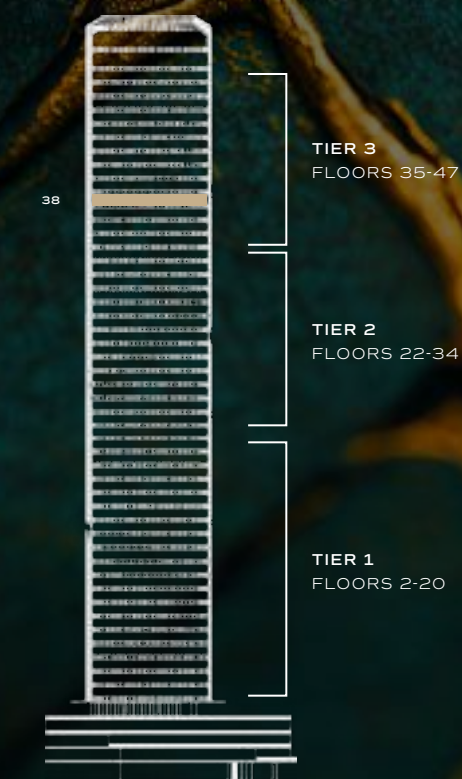 TIER 3
FLOORS 35-47
38
TIER 2
FLOORS 22-34
TIER 1
FLOORS 2-20